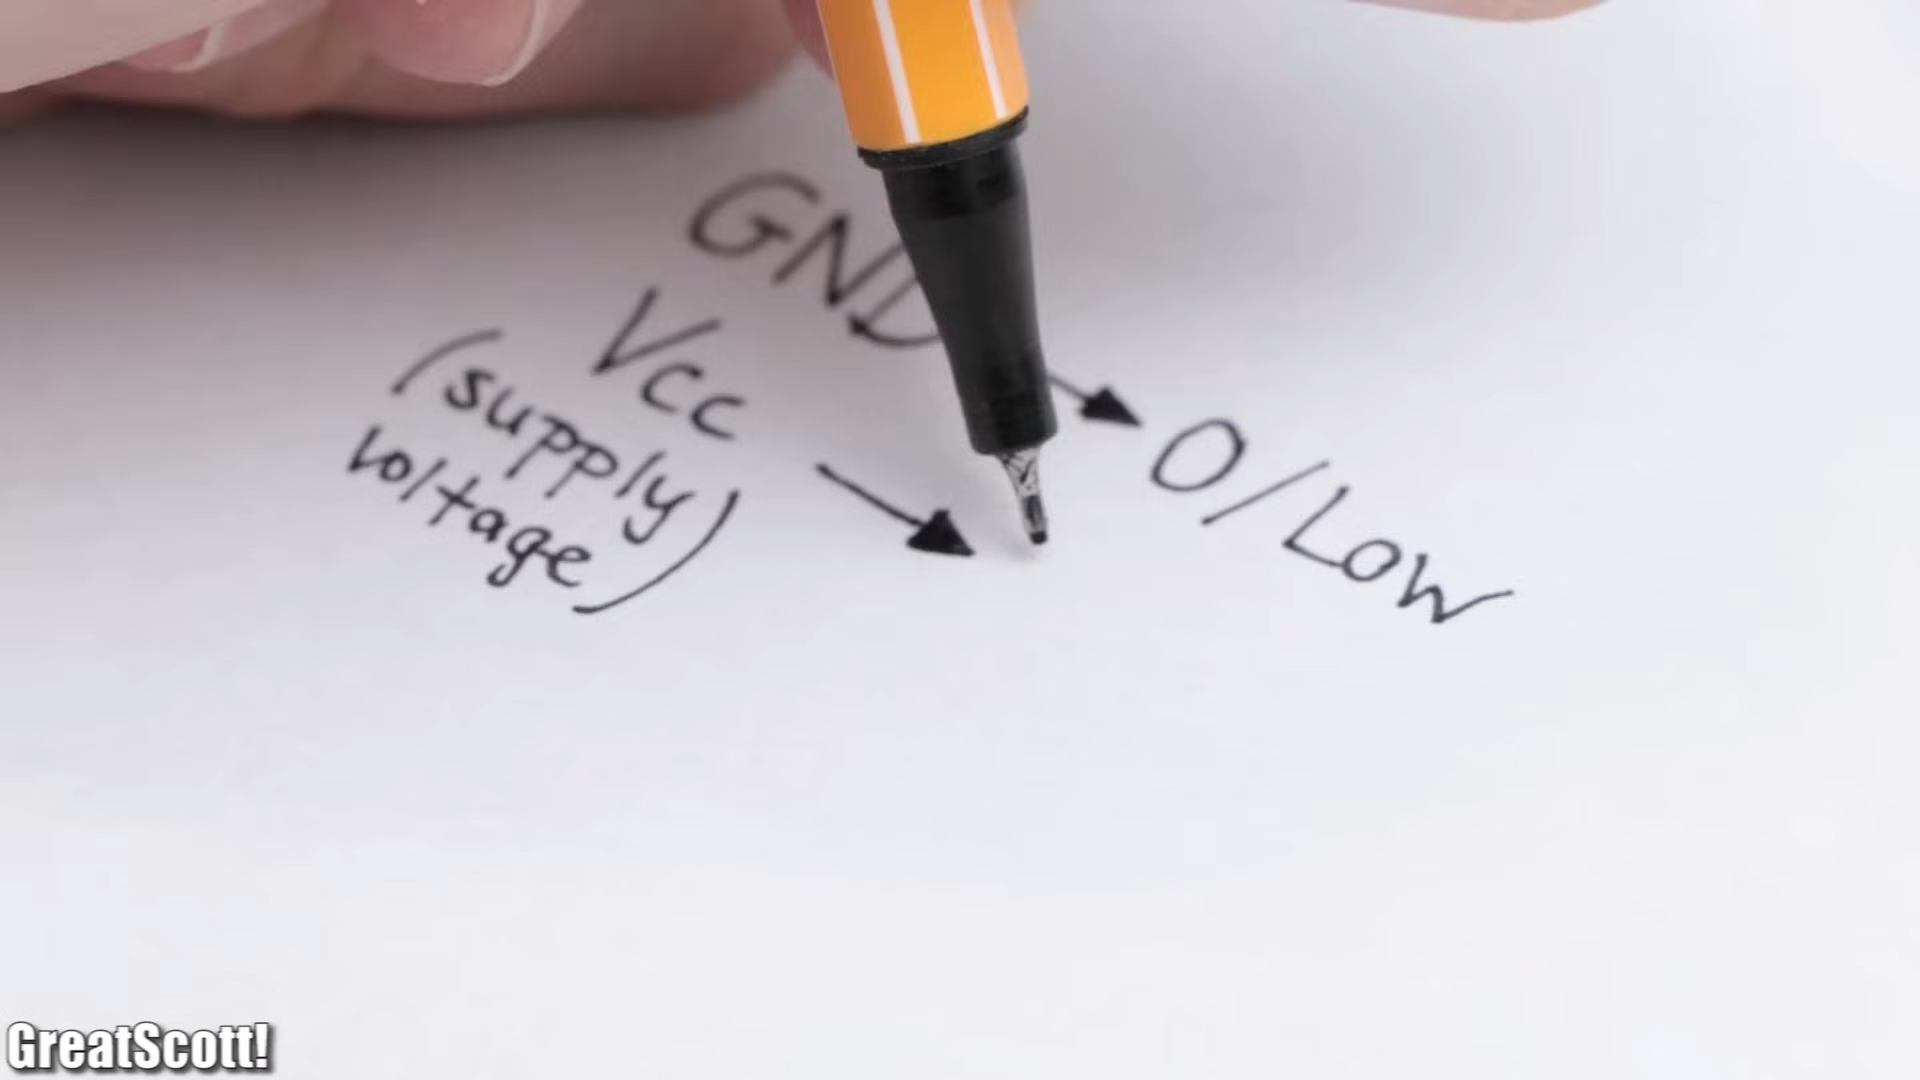 GND
0/Low
Vcc
(supply
voltage)
GreatScott!